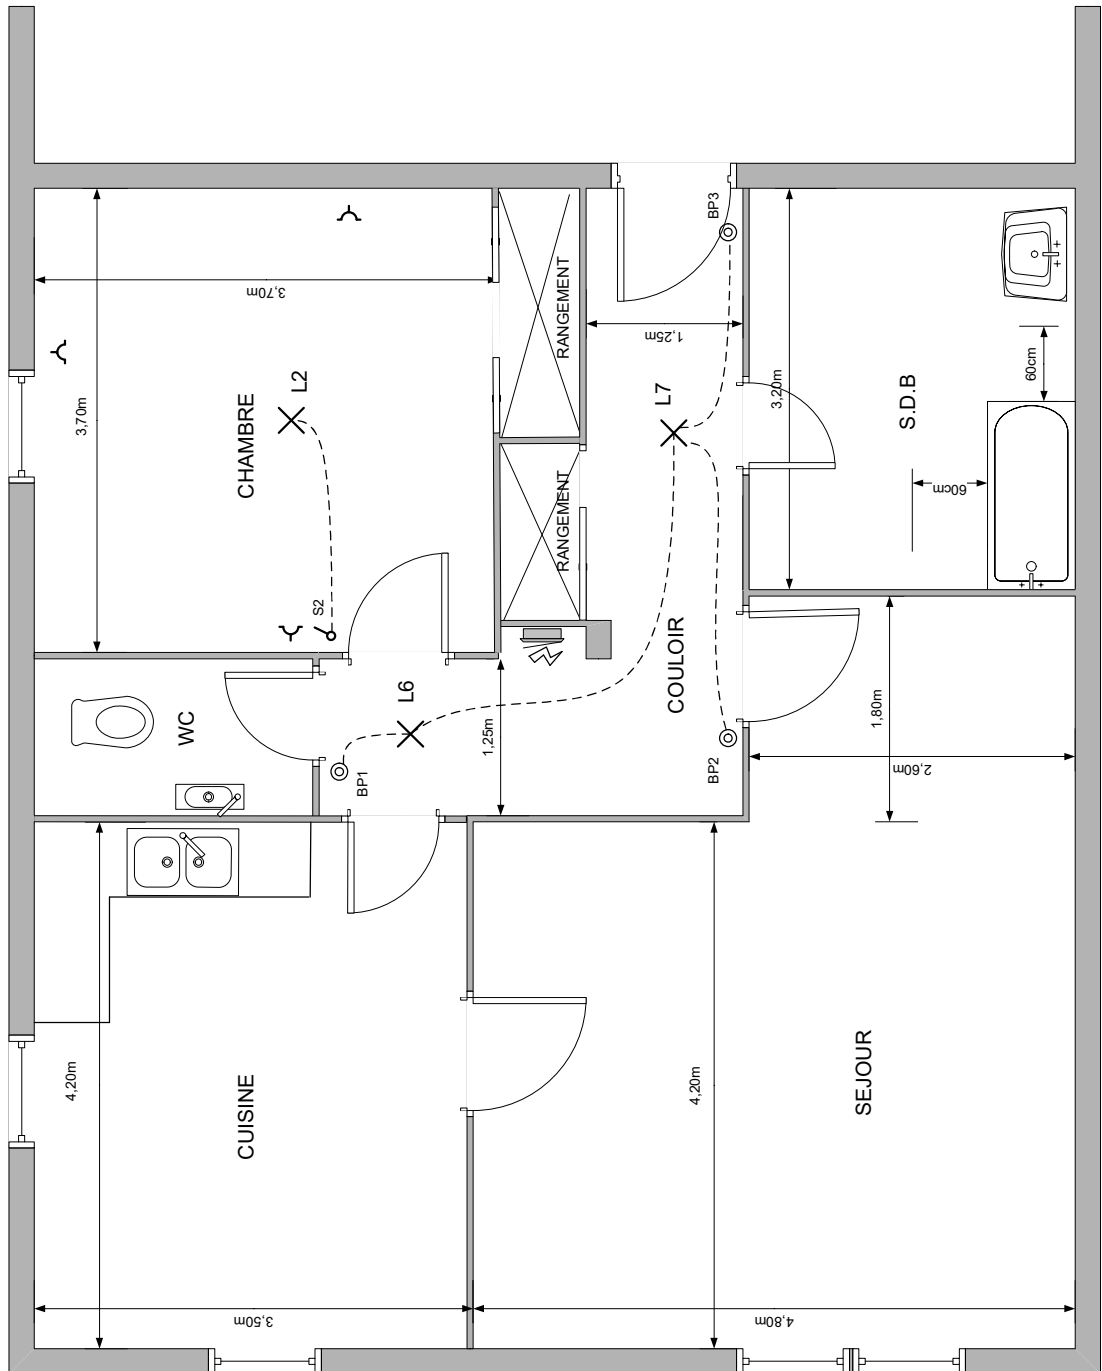 BP3
3,70m
RANGEMENT
1,25m
60cm
L2
L7
3,70m
3,20m
CHAMBRE
S.D.B
60cm
RANGEMENT
S2
L6
COULOIR
WC
1,25m
1,80m
BP1
BP2
2,60m
4,20m
4,20m
CUISINE
SEJOUR
3,50m
4,80m